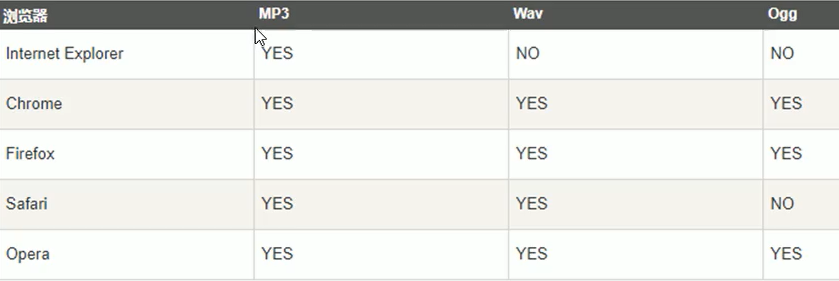 浏览器 MP3 Wav Ogg
Internet Explorer YES NO NO
Chrome YES YES YES
Firefox YES YES YES
Safari YES YES NO
Opera YES YES YES